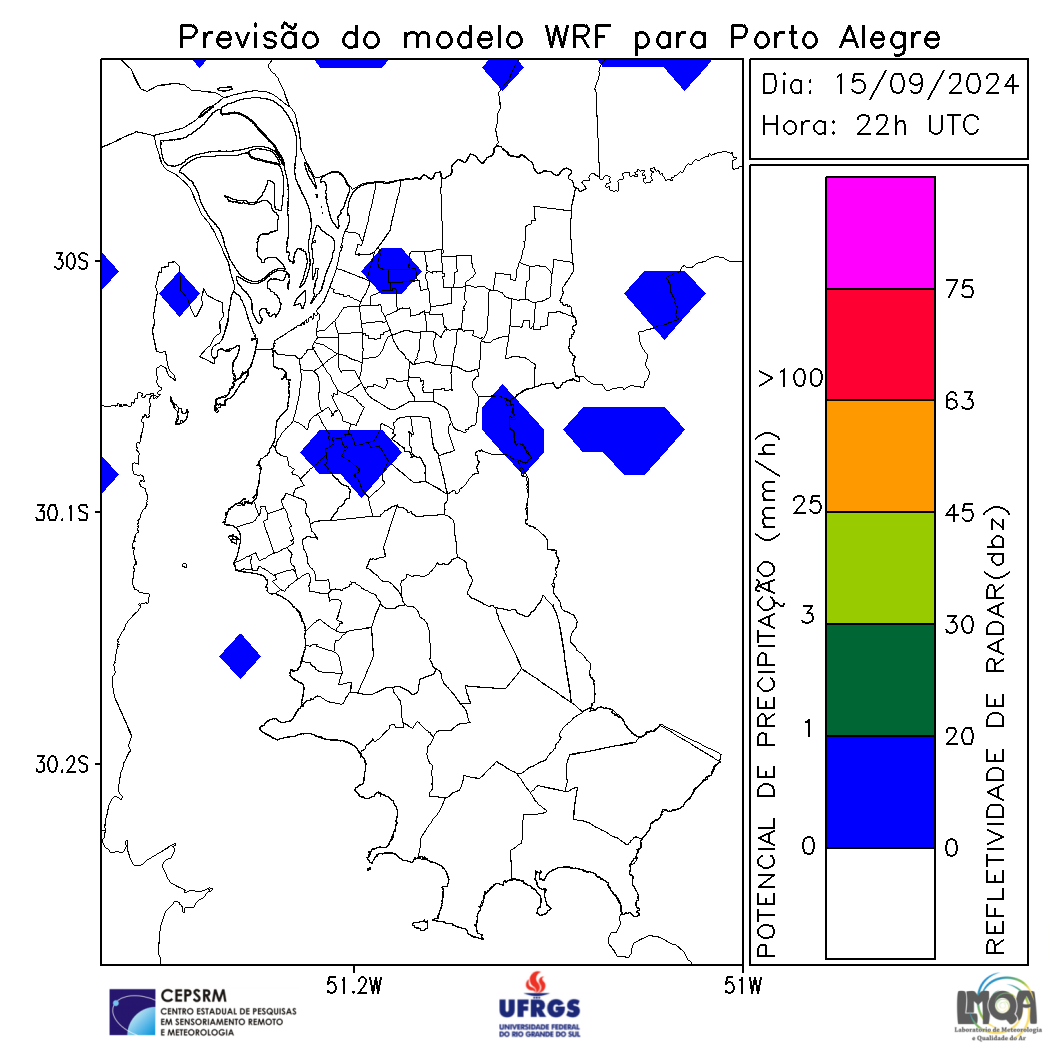 Previsão do modelo WRF para Porto Alegre
Dia: 15/09/2024
Hora: 22h UTC
30S
30.1S
30.2S
51.2W
51W
POTENCIAL DE PRECIPITAÇÃO (mm/h)
>100
25
3
1
0
75
63
45
30
20
0
REFLETIVIDADE DE RADAR(dbz)
CEPSRM
CENTRO ESTADUAL DE PESQUISAS
EM SENSORIAMENTO REMOTO
E METEOROLOGIA
UFRGS
UNIVERSIDADE FEDERAL
DO RIO GRANDE DO SUL
LMQA
Laboratório de Meteorologia
e Qualidade do Ar